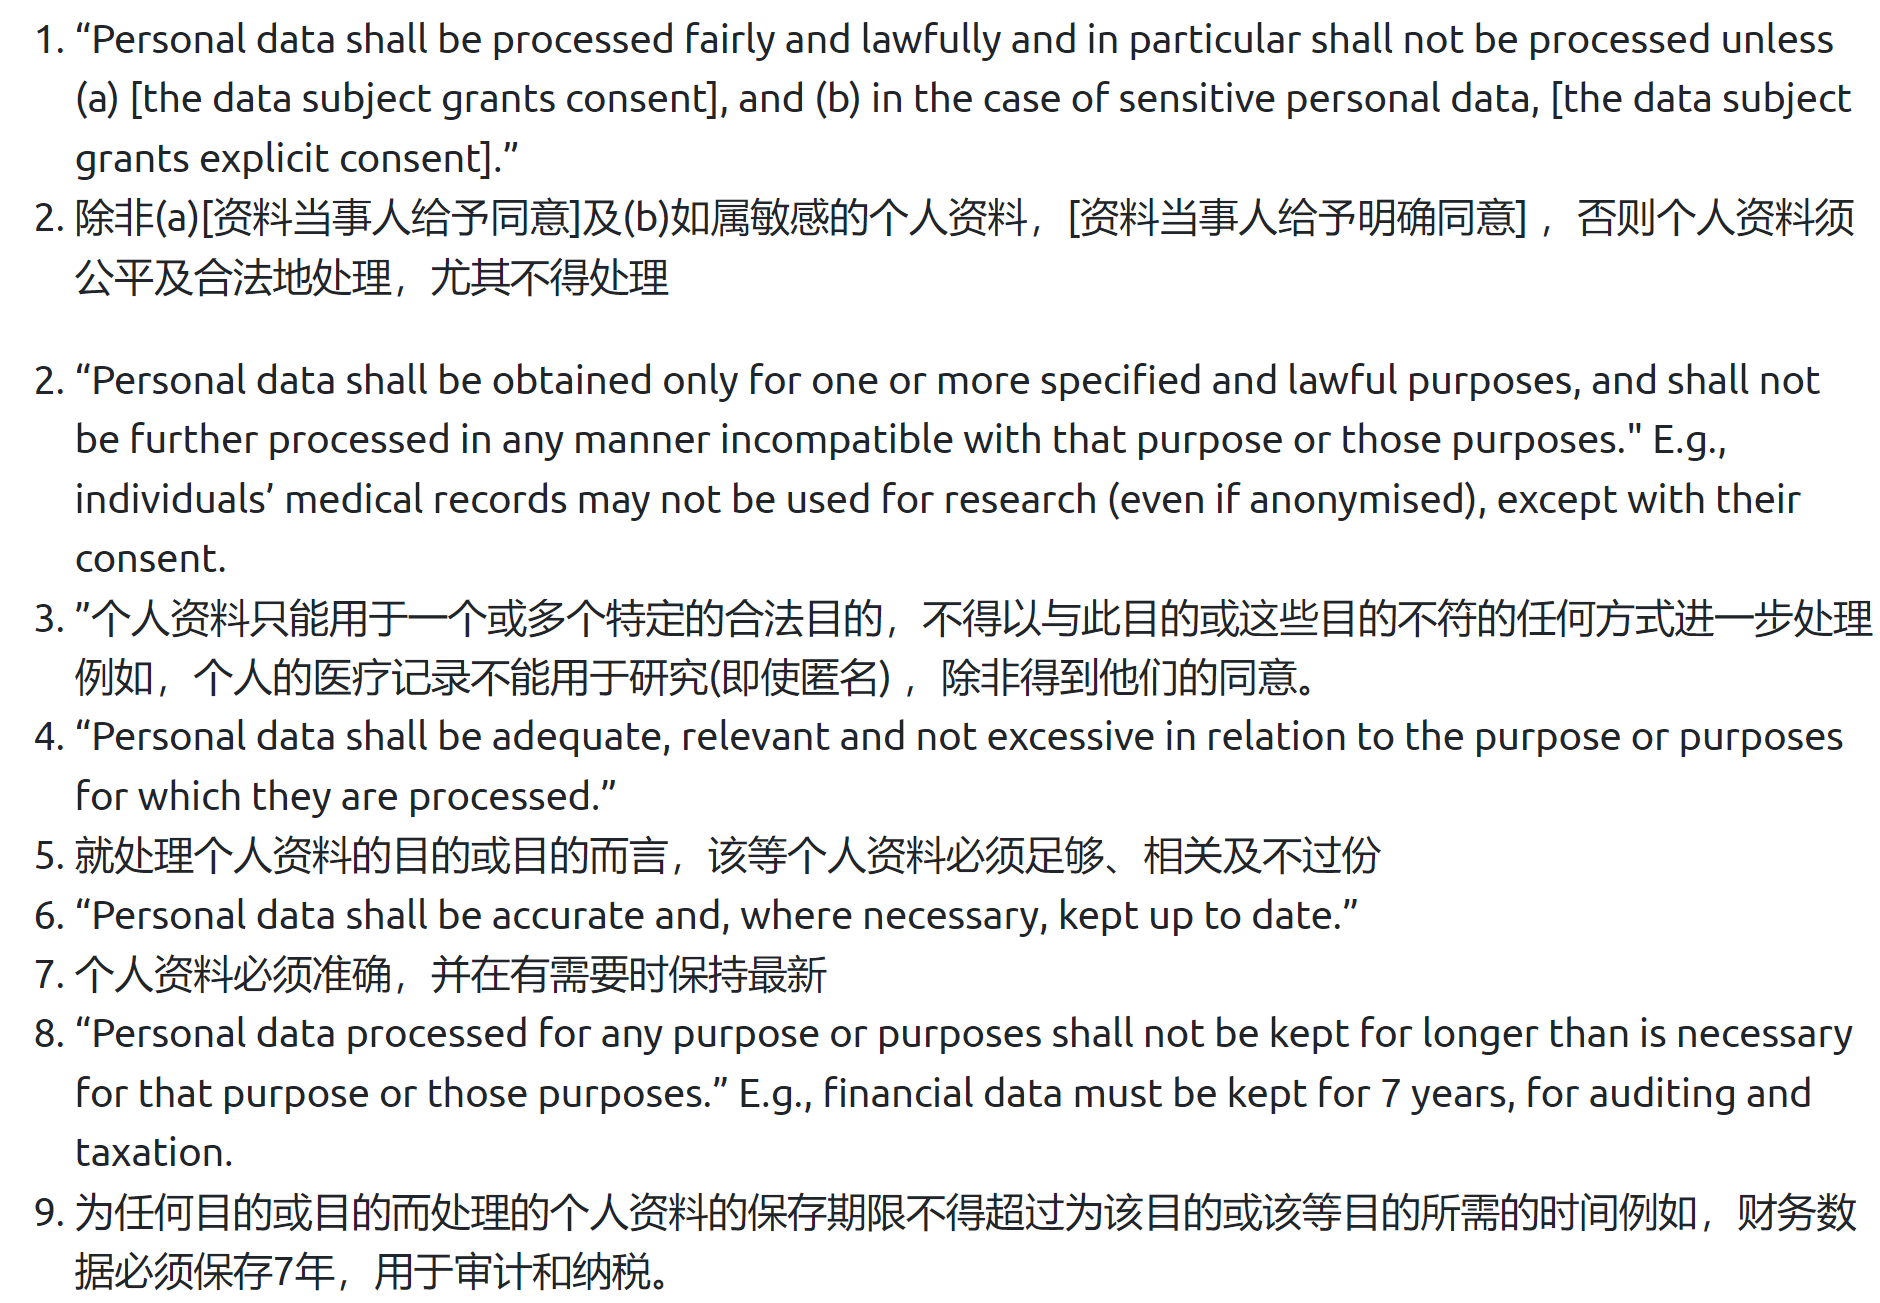 1. “Personal data shall be processed fairly and lawfully and in particular shall not be processed unless
(a) [the data subject grants consent], and (b) in the case of sensitive personal data, [the data subject
grants explicit consent].”
2. 除非(a)[资料当事人给予同意]及(b)如属敏感的个人资料，[资料当事人给予明确同意] ，否则个人资料须
公平及合法地处理，尤其不得处理
2. “Personal data shall be obtained only for one or more specified and lawful purposes, and shall not
be further processed in any manner incompatible with that purpose or those purposes." E.g.,
individuals’ medical records may not be used for research (even if anonymised), except with their
consent.
3. ”个人资料只能用于一个或多个特定的合法目的，不得以与此目的或这些目的不符的任何方式进一步处理
例如，个人的医疗记录不能用于研究(即使匿名) ，除非得到他们的同意。
4. “Personal data shall be adequate, relevant and not excessive in relation to the purpose or purposes
for which they are processed.”
5. 就处理个人资料的目的或目的而言，该等个人资料必须足够、相关及不过份
6. “Personal data shall be accurate and, where necessary, kept up to date.”
7. 个人资料必须准确，并在有需要时保持最新
8. “Personal data processed for any purpose or purposes shall not be kept for longer than is necessary
for that purpose or those purposes.” E.g., financial data must be kept for 7 years, for auditing and
taxation.
9. 为任何目的或目的而处理的个人资料的保存期限不得超过为该目的或该等目的所需的时间例如，财务数
据必须保存7年，用于审计和纳税。